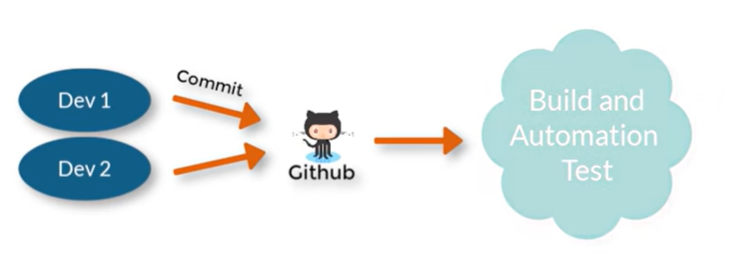 Dev 1
Commit
Dev 2
Github
Build and
Automation
Test